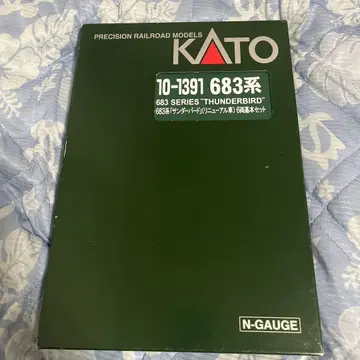 PRECISION RAILROAD MODELS
KATO
10-1391 683系
683 SERIES "THUNDERBIRD"
683系「サンダーバード」(リニューアル車) 6両基本セット
N-GAUGE